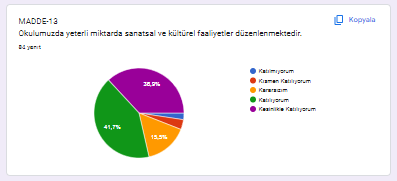 MADDE-13
Kopyala
Okulumuzda yeterli miktarda sanatsal ve kültürel faaliyetler düzenlenmektedir.
84 yanıt
Katılmıyorum
Kısmen Katılıyorum
Kararsızım
Katılıyorum
Kesinlikle Katılıyorum
36,9%
41,7%
15,5%